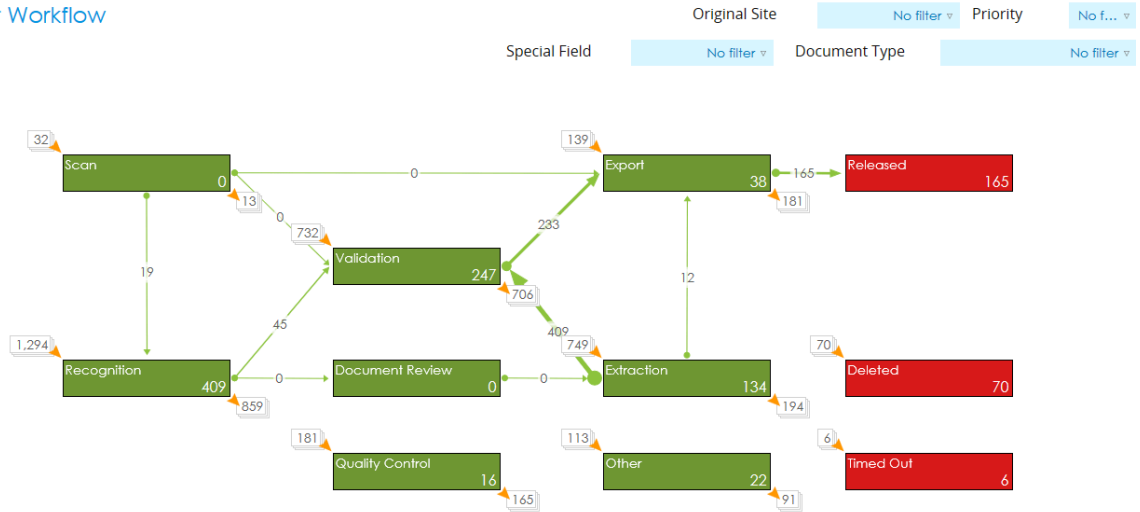 Workflow
Original Site No filter Priority No f...
Special Field No filter Document Type No filter
32 139
Scan 0 0 Export 38 165 Released 165
13 0 181
732 233
19 Validation 247 12
706
45 409
1,294 749 70
Recognition 409 0 Document Review 0 0 Extraction 134 Deleted 70
859 194
181 113 6
Quality Control 16 Other 22 Timed Out 6
165 91